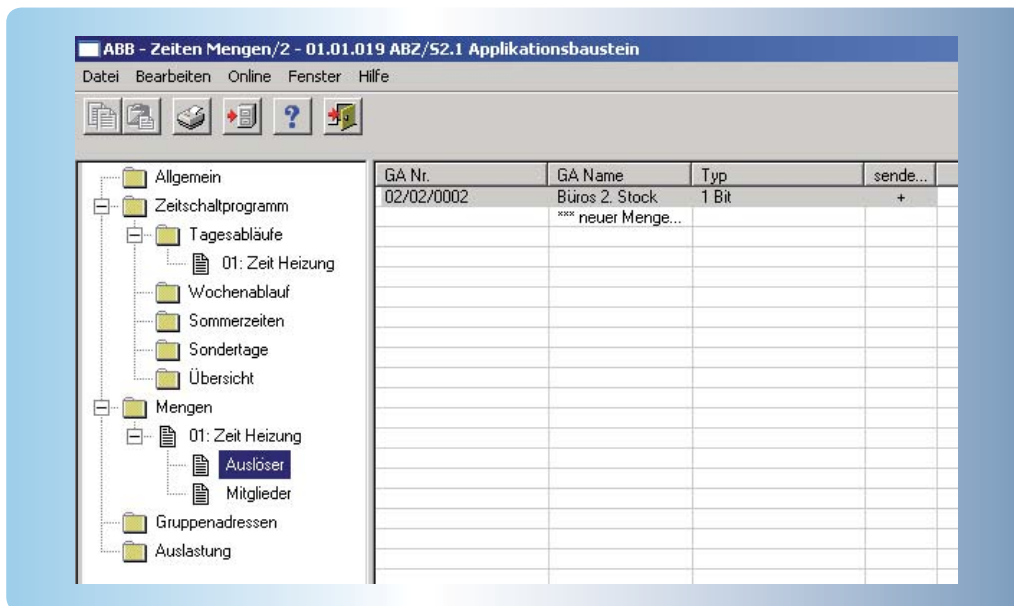 ABB - Zeiten Mengen/2 - 01.01.019 ABZ/S2.1 Applikationsbaustein
Datei Bearbeiten Online Fenster Hilfe
Allgemein
Zeitschaltprogramm
Tagesabläufe
01: Zeit Heizung
Wochenablauf
Sommerzeiten
Sondertage
Übersicht
Mengen
01: Zeit Heizung
Auslöser
Mitglieder
Gruppenadressen
Auslastung
GA Nr. GA Name Typ sende...
02/02/0002 Büros 2. Stock 1 Bit +
*** neuer Menge...